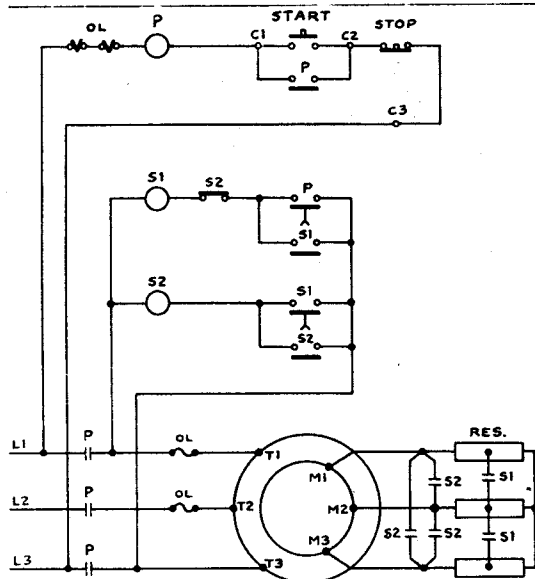 START
STOP
OL P C1 C2
P
C3
S1 S2 P
S1
S2 S1
S2
L1 P OL T1 RES.
M1 S2 S1
L2 P OL T2 M2
S2 S2 S1
M3
L3 P T3